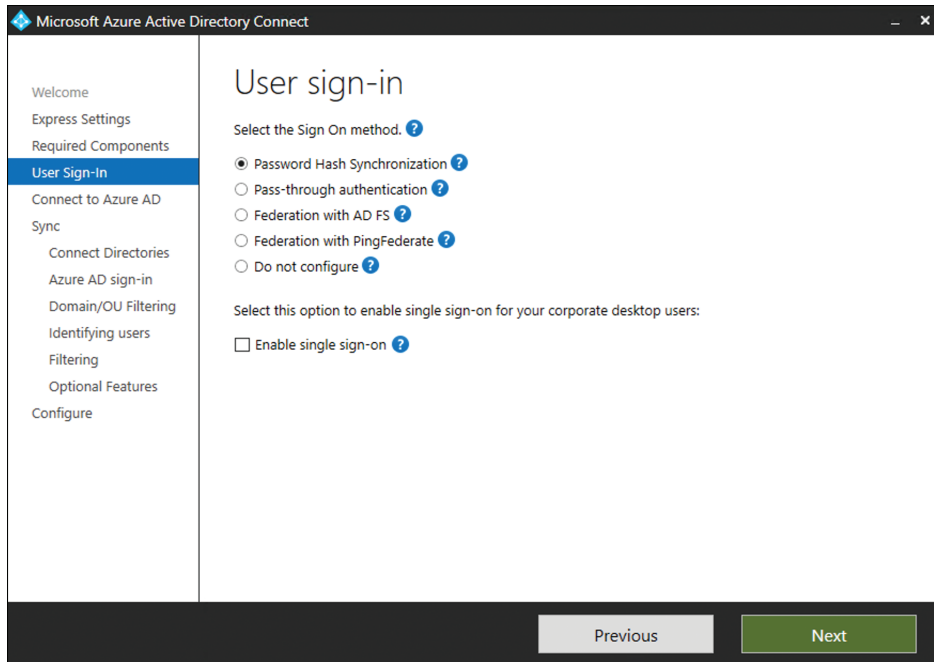 Microsoft Azure Active Directory Connect
Welcome
Express Settings
Required Components
User Sign-In
Connect to Azure AD
Sync
Connect Directories
Azure AD sign-in
Domain/OU Filtering
Identifying users
Filtering
Optional Features
Configure
User sign-in
Select the Sign On method. ?
Password Hash Synchronization ?
Pass-through authentication ?
Federation with AD FS ?
Federation with PingFederate ?
Do not configure ?
Select this option to enable single sign-on for your corporate desktop users:
Enable single sign-on ?
Previous
Next